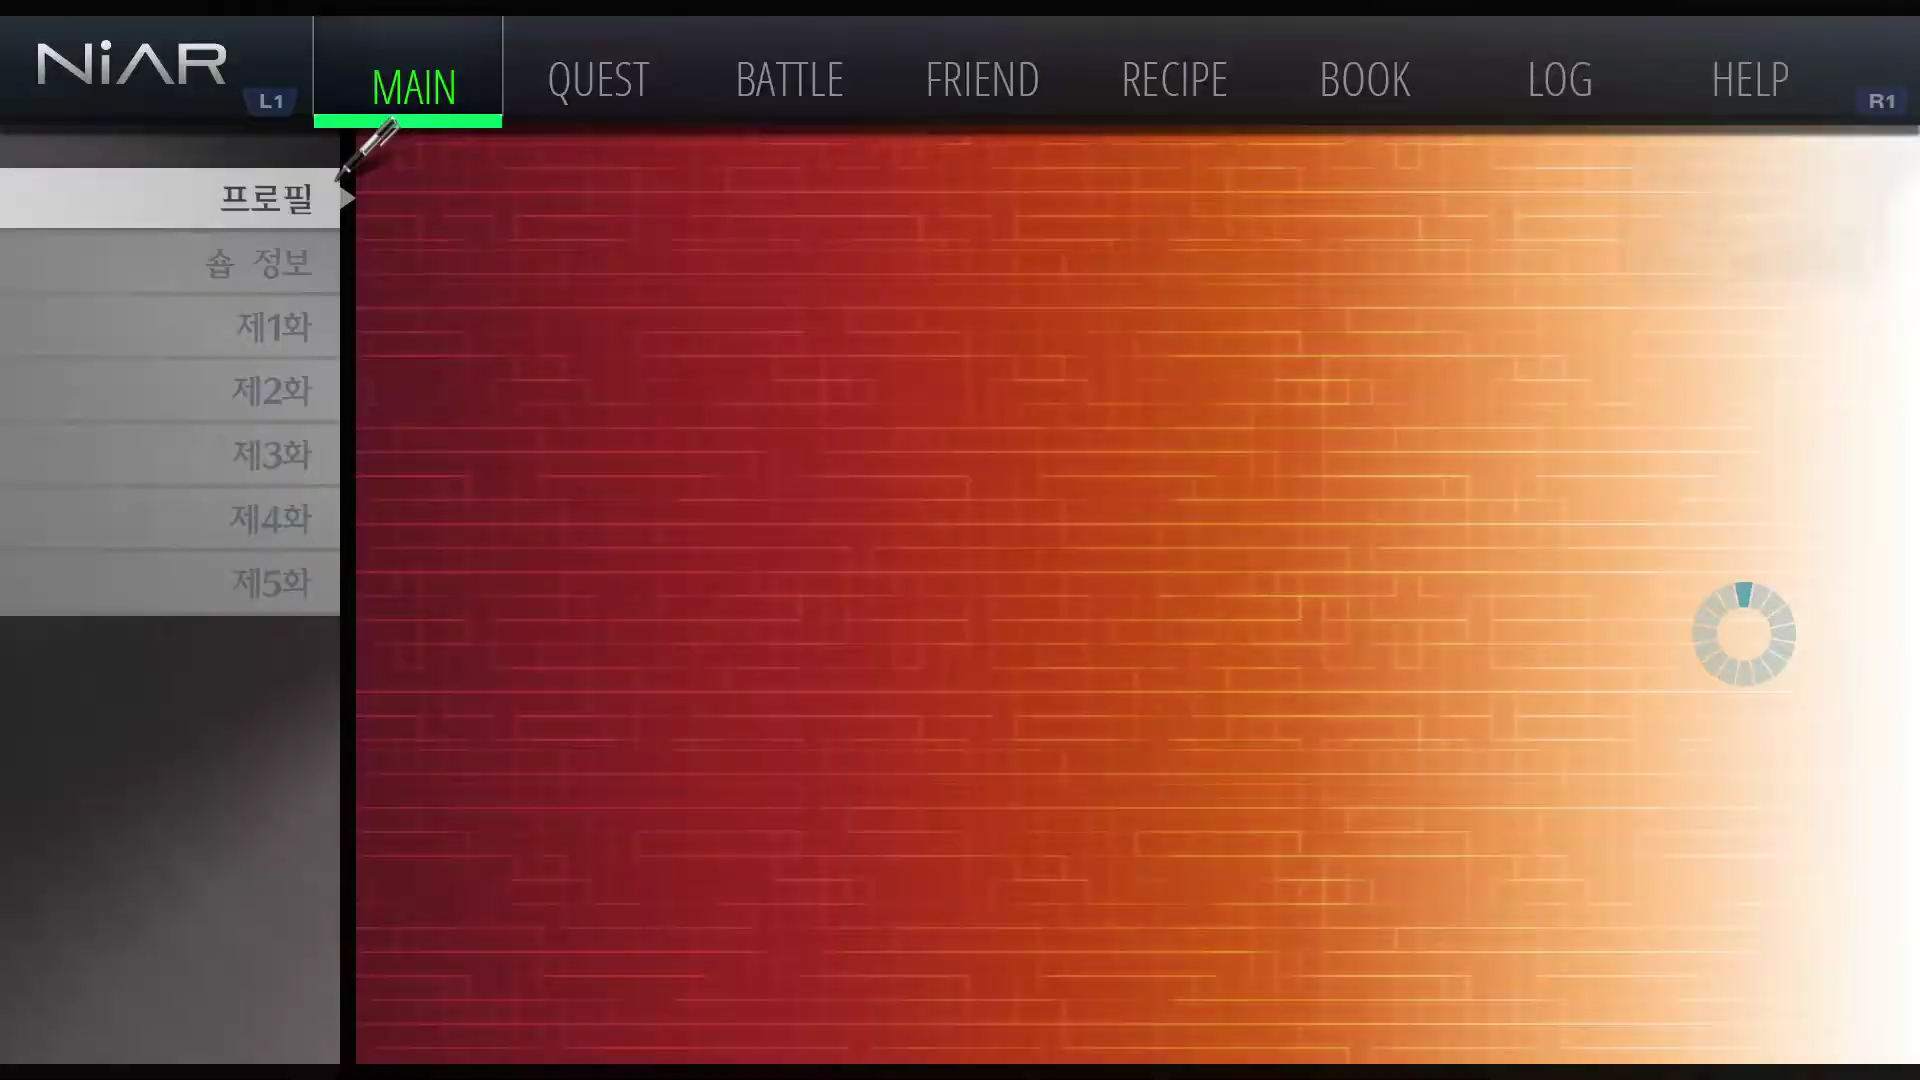 NiAR
L1
MAIN
QUEST
BATTLE
FRIEND
RECIPE
BOOK
LOG
HELP
R1
프로필
숍 정보
제1화
제2화
제3화
제4화
제5화